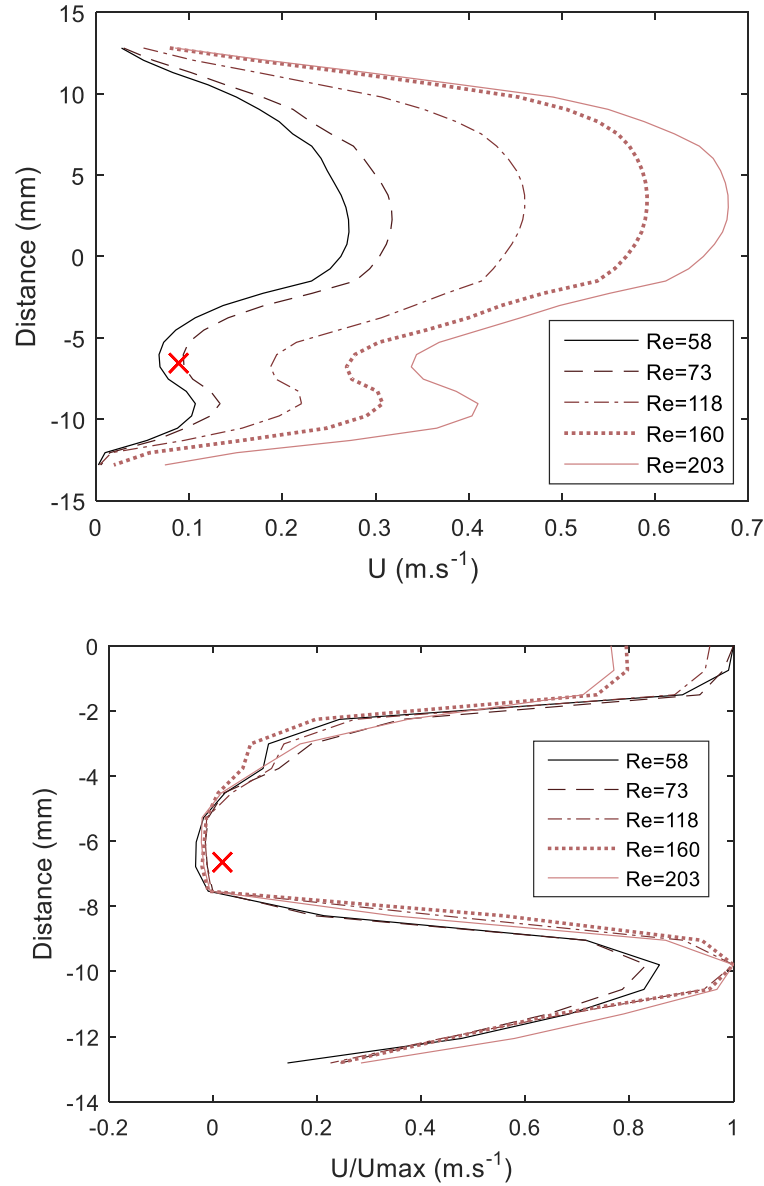 15
10
5
0
-5
-10
-15
Distance (mm)
0
0.1
0.2
0.3
0.4
0.5
0.6
0.7
U (m.s⁻¹)
Re=58
Re=73
Re=118
Re=160
Re=203
0
-2
-4
-6
-8
-10
-12
-14
Distance (mm)
-0.2
0
0.2
0.4
0.6
0.8
1
U/Umax (m.s⁻¹)
Re=58
Re=73
Re=118
Re=160
Re=203